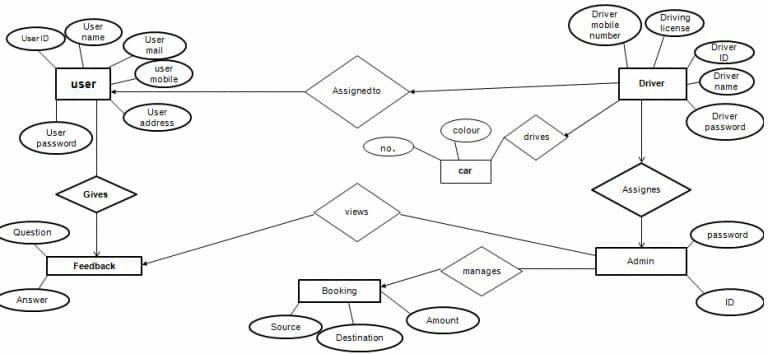 User
name
User ID
User
mail
user
mobile
user
User
address
User
password
Assignedto
Driver
mobile
number
Driving
license
Driver
ID
Driver
name
Driver
Driver
password
drives
colour
no.
car
Gives
Assignes
views
Question
Feedback
Answer
password
Admin
ID
manages
Booking
Source
Destination
Amount